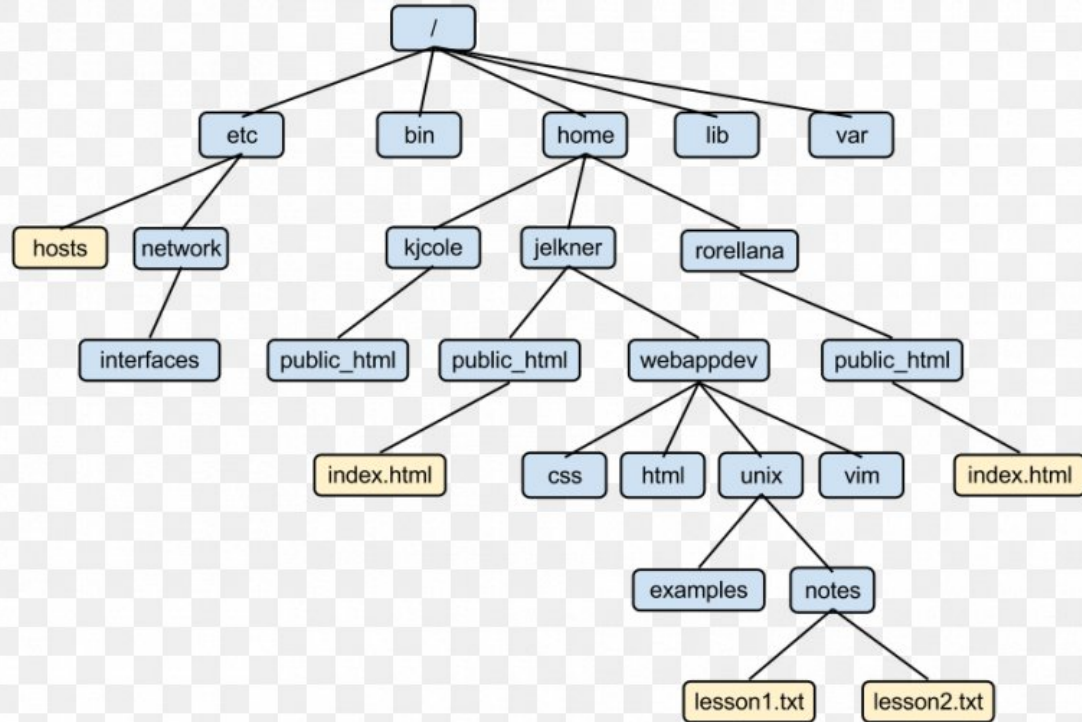 /
etc
bin
home
lib
var
hosts
network
kjcole
jelkner
rorellana
interfaces
public_html
public_html
webappdev
public_html
index.html
css
html
unix
vim
index.html
examples
notes
lesson1.txt
lesson2.txt